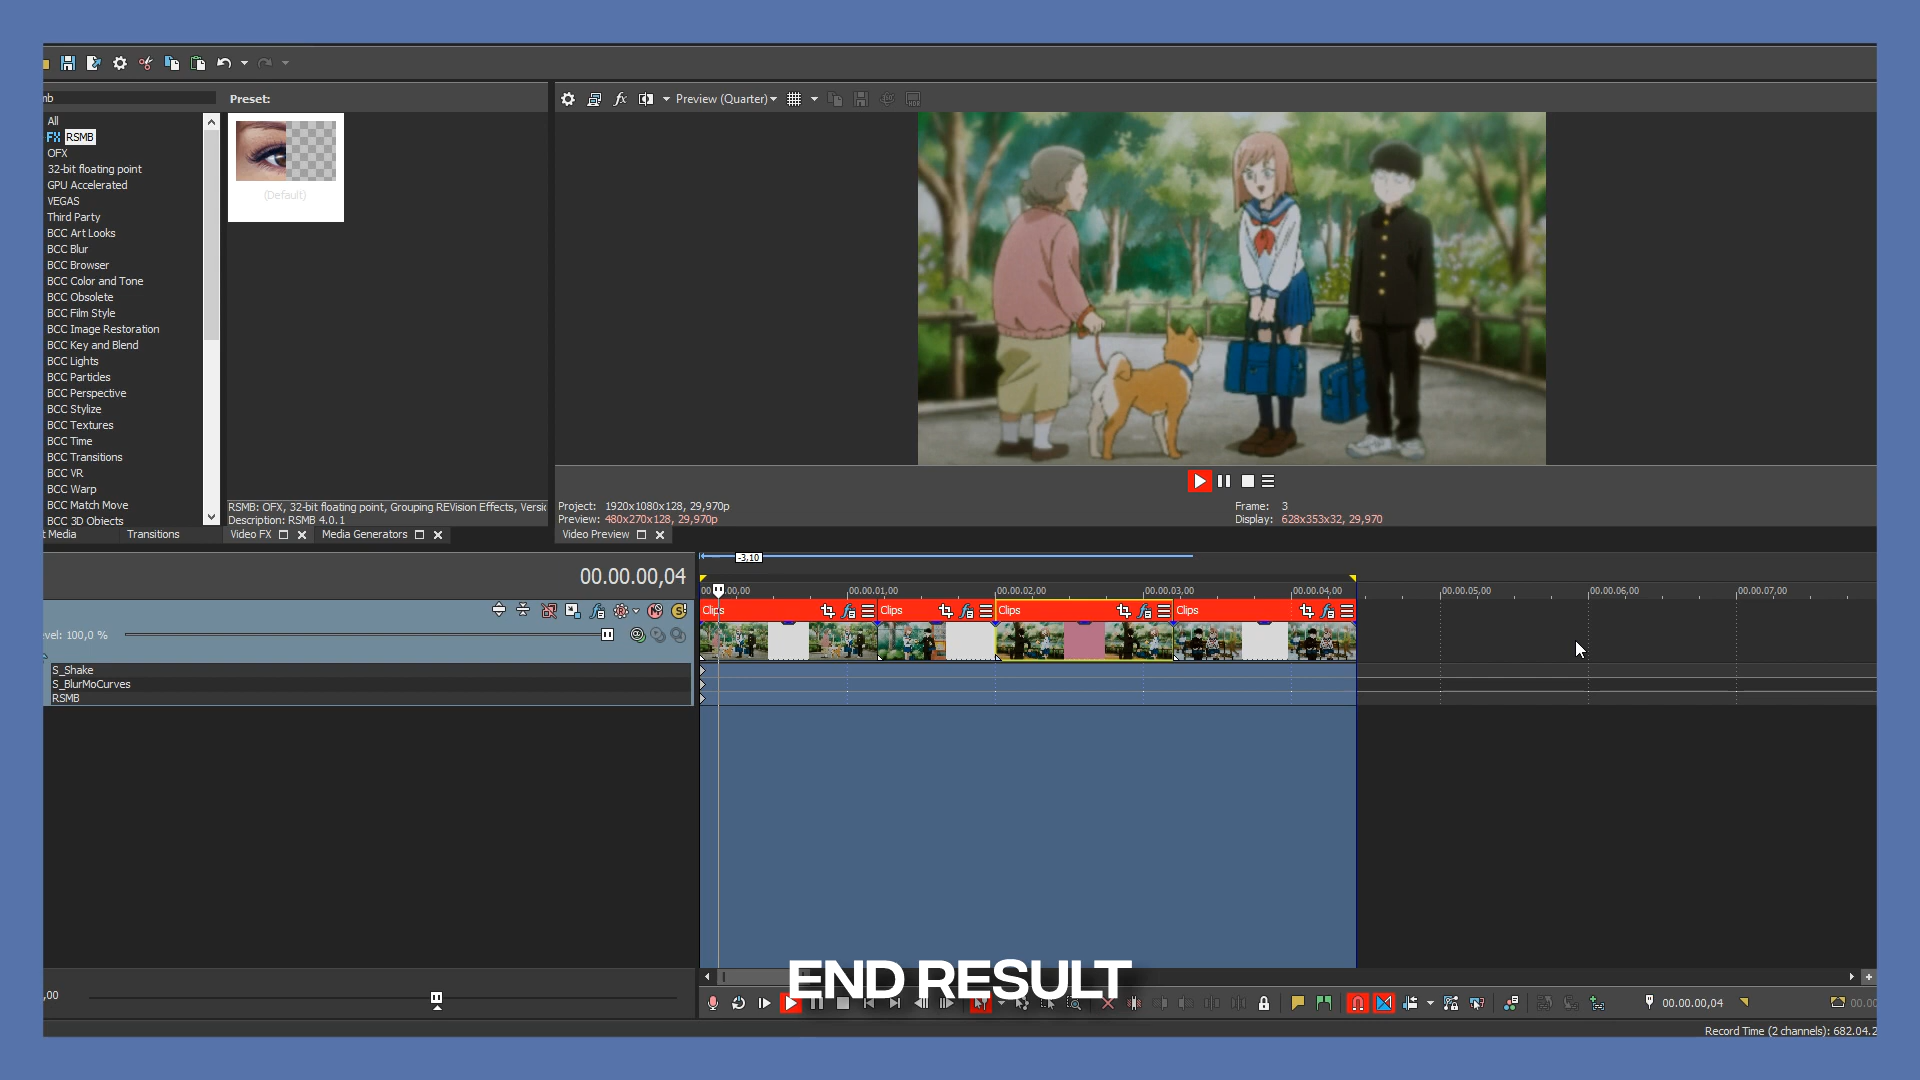 mb
Preset:
Preview (Quarter)
All
FX RSMB
OFX
32-bit floating point
GPU Accelerated
VEGAS
Third Party
BCC Art Looks
BCC Blur
BCC Browser
BCC Color and Tone
BCC Obsolete
BCC Film Style
BCC Image Restoration
BCC Key and Blend
BCC Lights
BCC Particles
BCC Perspective
BCC Stylize
BCC Textures
BCC Time
BCC Transitions
BCC VR
BCC Warp
BCC Match Move
BCC 3D Objects
(Default)
RSMB: OFX, 32-bit floating point, Grouping REVision Effects, Versic
Description: RSMB 4.0.1
Project: 1920x1080x128, 29,970p
Preview: 480x270x128, 29,970p
Frame: 3
Display: 628x353x32, 29,970
t Media
Transitions
Video FX
Media Generators
Video Preview
-3.10
00.00.00,04
00.00.01,00
00.00.02,00
00.00.03,00
00.00.04,00
00.00.05,00
00.00.06,00
00.00.07,00
Clips
Clips
Clips
Clips
vel: 100,0 %
S_Shake
S_BlurMoCurves
RSMB
END RESULT
,00
00.00.00,04
00.00
Record Time (2 channels): 682.04.2